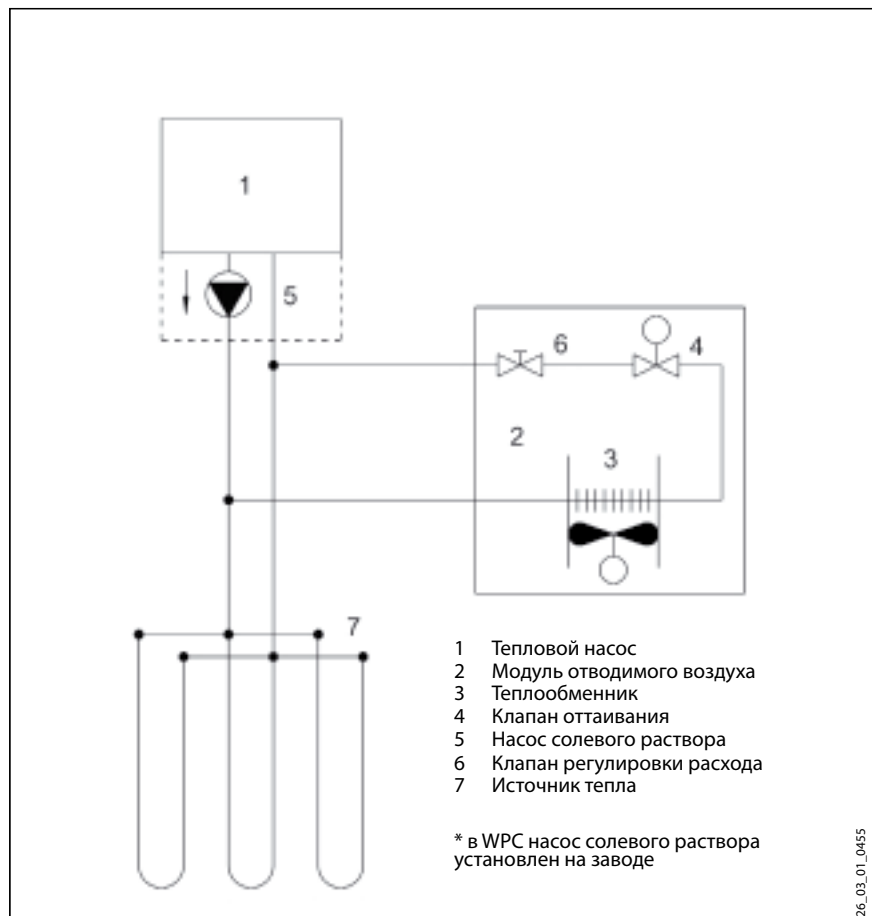 1
5
6
4
2
3
7
1 Тепловой насос
2 Модуль отводимого воздуха
3 Теплообменник
4 Клапан оттаивания
5 Насос солевого раствора
6 Клапан регулировки расхода
7 Источник тепла
* в WPC насос солевого раствора
установлен на заводе
26_03_01_0455